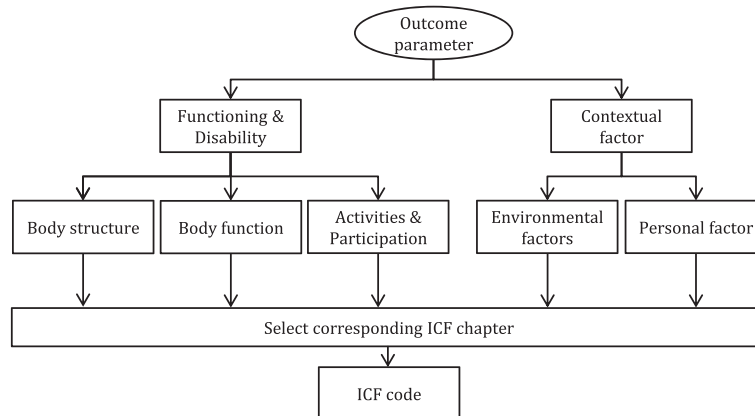 Outcome
parameter
Functioning &
Disability
Contextual
factor
Body structure
Body function
Activities &
Participation
Environmental
factors
Personal factor
Select corresponding ICF chapter
ICF code